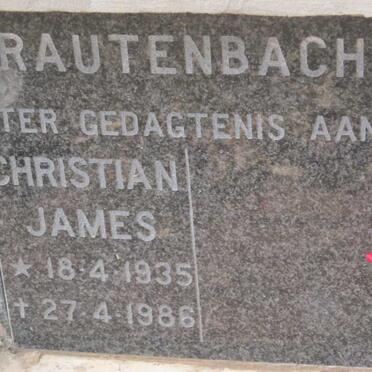 RAUTENBACH
TER GEDAGTENIS AAN
CHRISTIAN
JAMES
★ 18.4.1935
✝ 27.4.1986